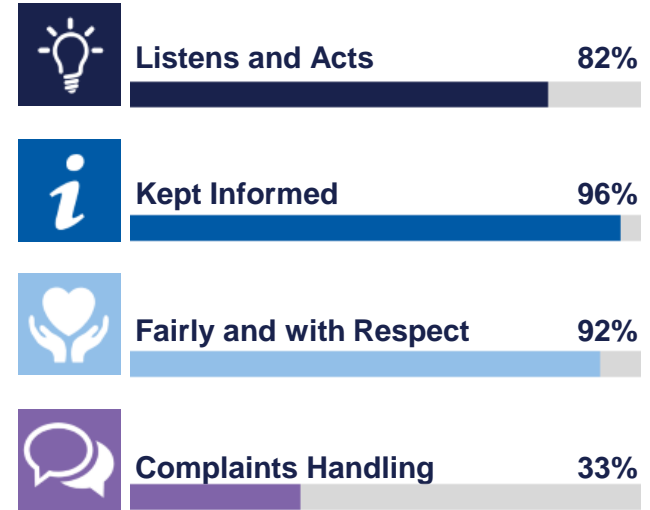 Listens and Acts 82%
Kept Informed 96%
Fairly and with Respect 92%
Complaints Handling 33%